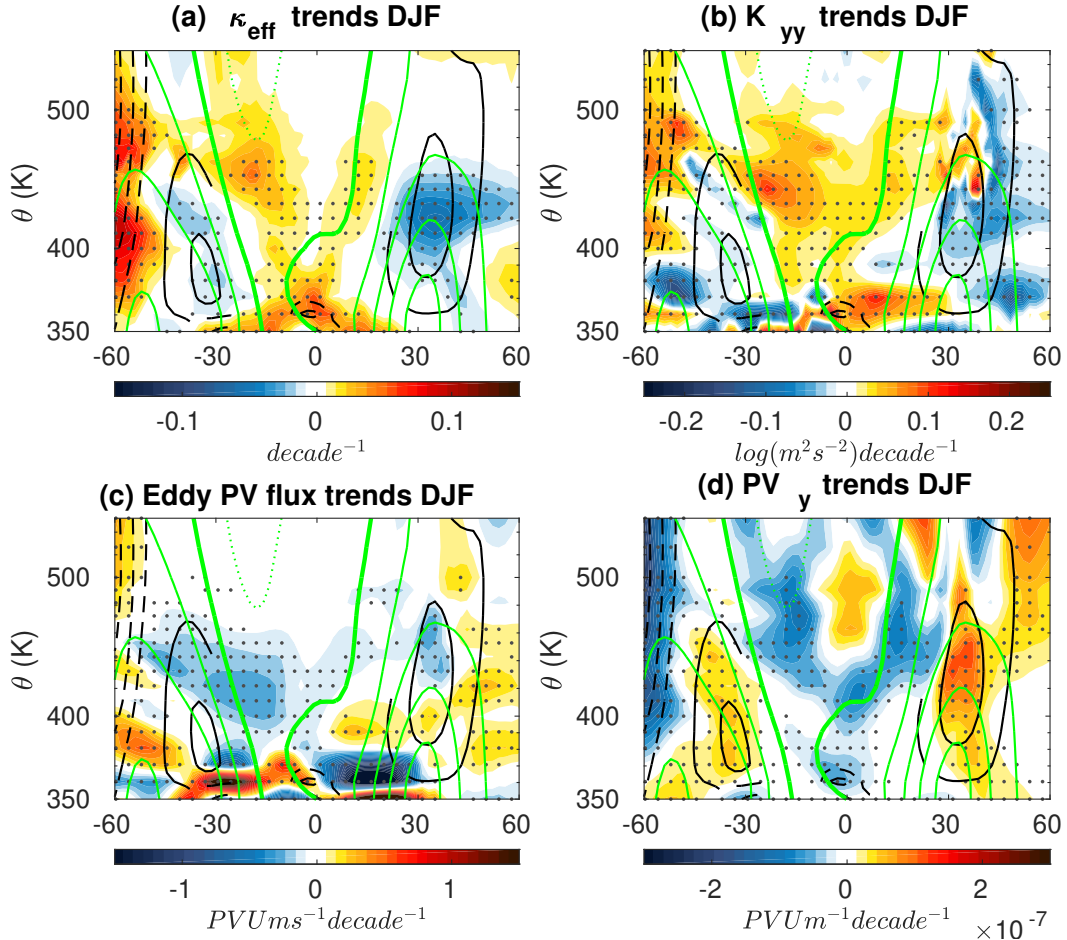 (a) κeff trends DJF
(b) K yy trends DJF
θ (K)
500
400
350
-60 -30 0 30 60
-0.1 0 0.1
decade⁻¹
θ (K)
500
400
350
-60 -30 0 30 60
-0.2 -0.1 0 0.1 0.2
log(m²s⁻²)decade⁻¹
(c) Eddy PV flux trends DJF
(d) PV y trends DJF
θ (K)
500
400
350
-60 -30 0 30 60
-1 0 1
PVUms⁻¹decade⁻¹
θ (K)
500
400
350
-60 -30 0 30 60
-2 0 2
PVUm⁻¹decade⁻¹
×10⁻⁷